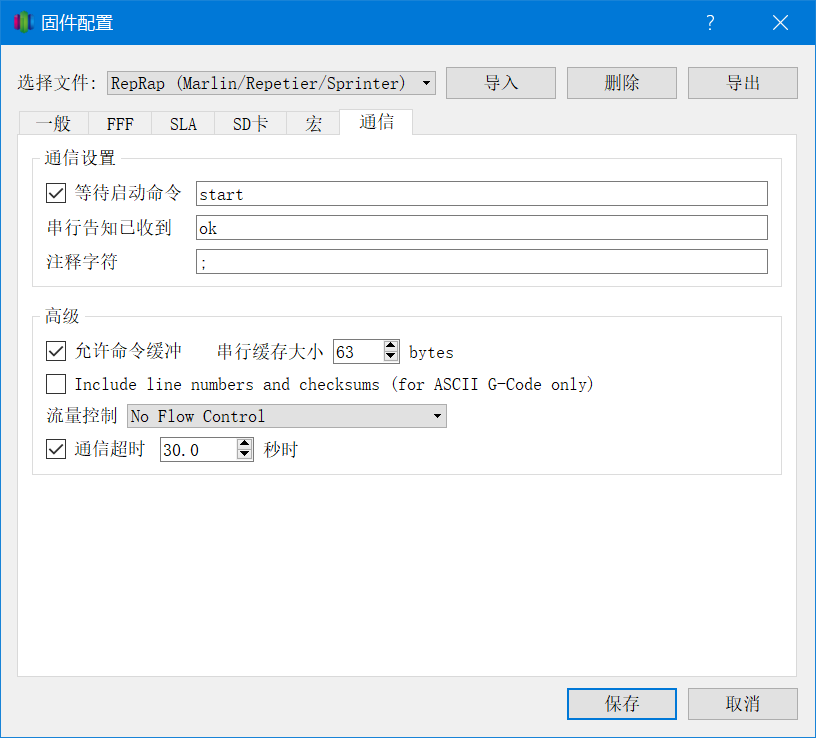 固件配置
选择文件: RepRap (Marlin/Repetier/Sprinter) 导入 删除 导出
一般 FFF SLA SD卡 宏 通信
通信设置
等待启动命令 start
串行告知已收到 ok
注释字符 ;
高级
允许命令缓冲 串行缓存大小 63 bytes
Include line numbers and checksums (for ASCII G-Code only)
流量控制 No Flow Control
通信超时 30.0 秒时
保存 取消